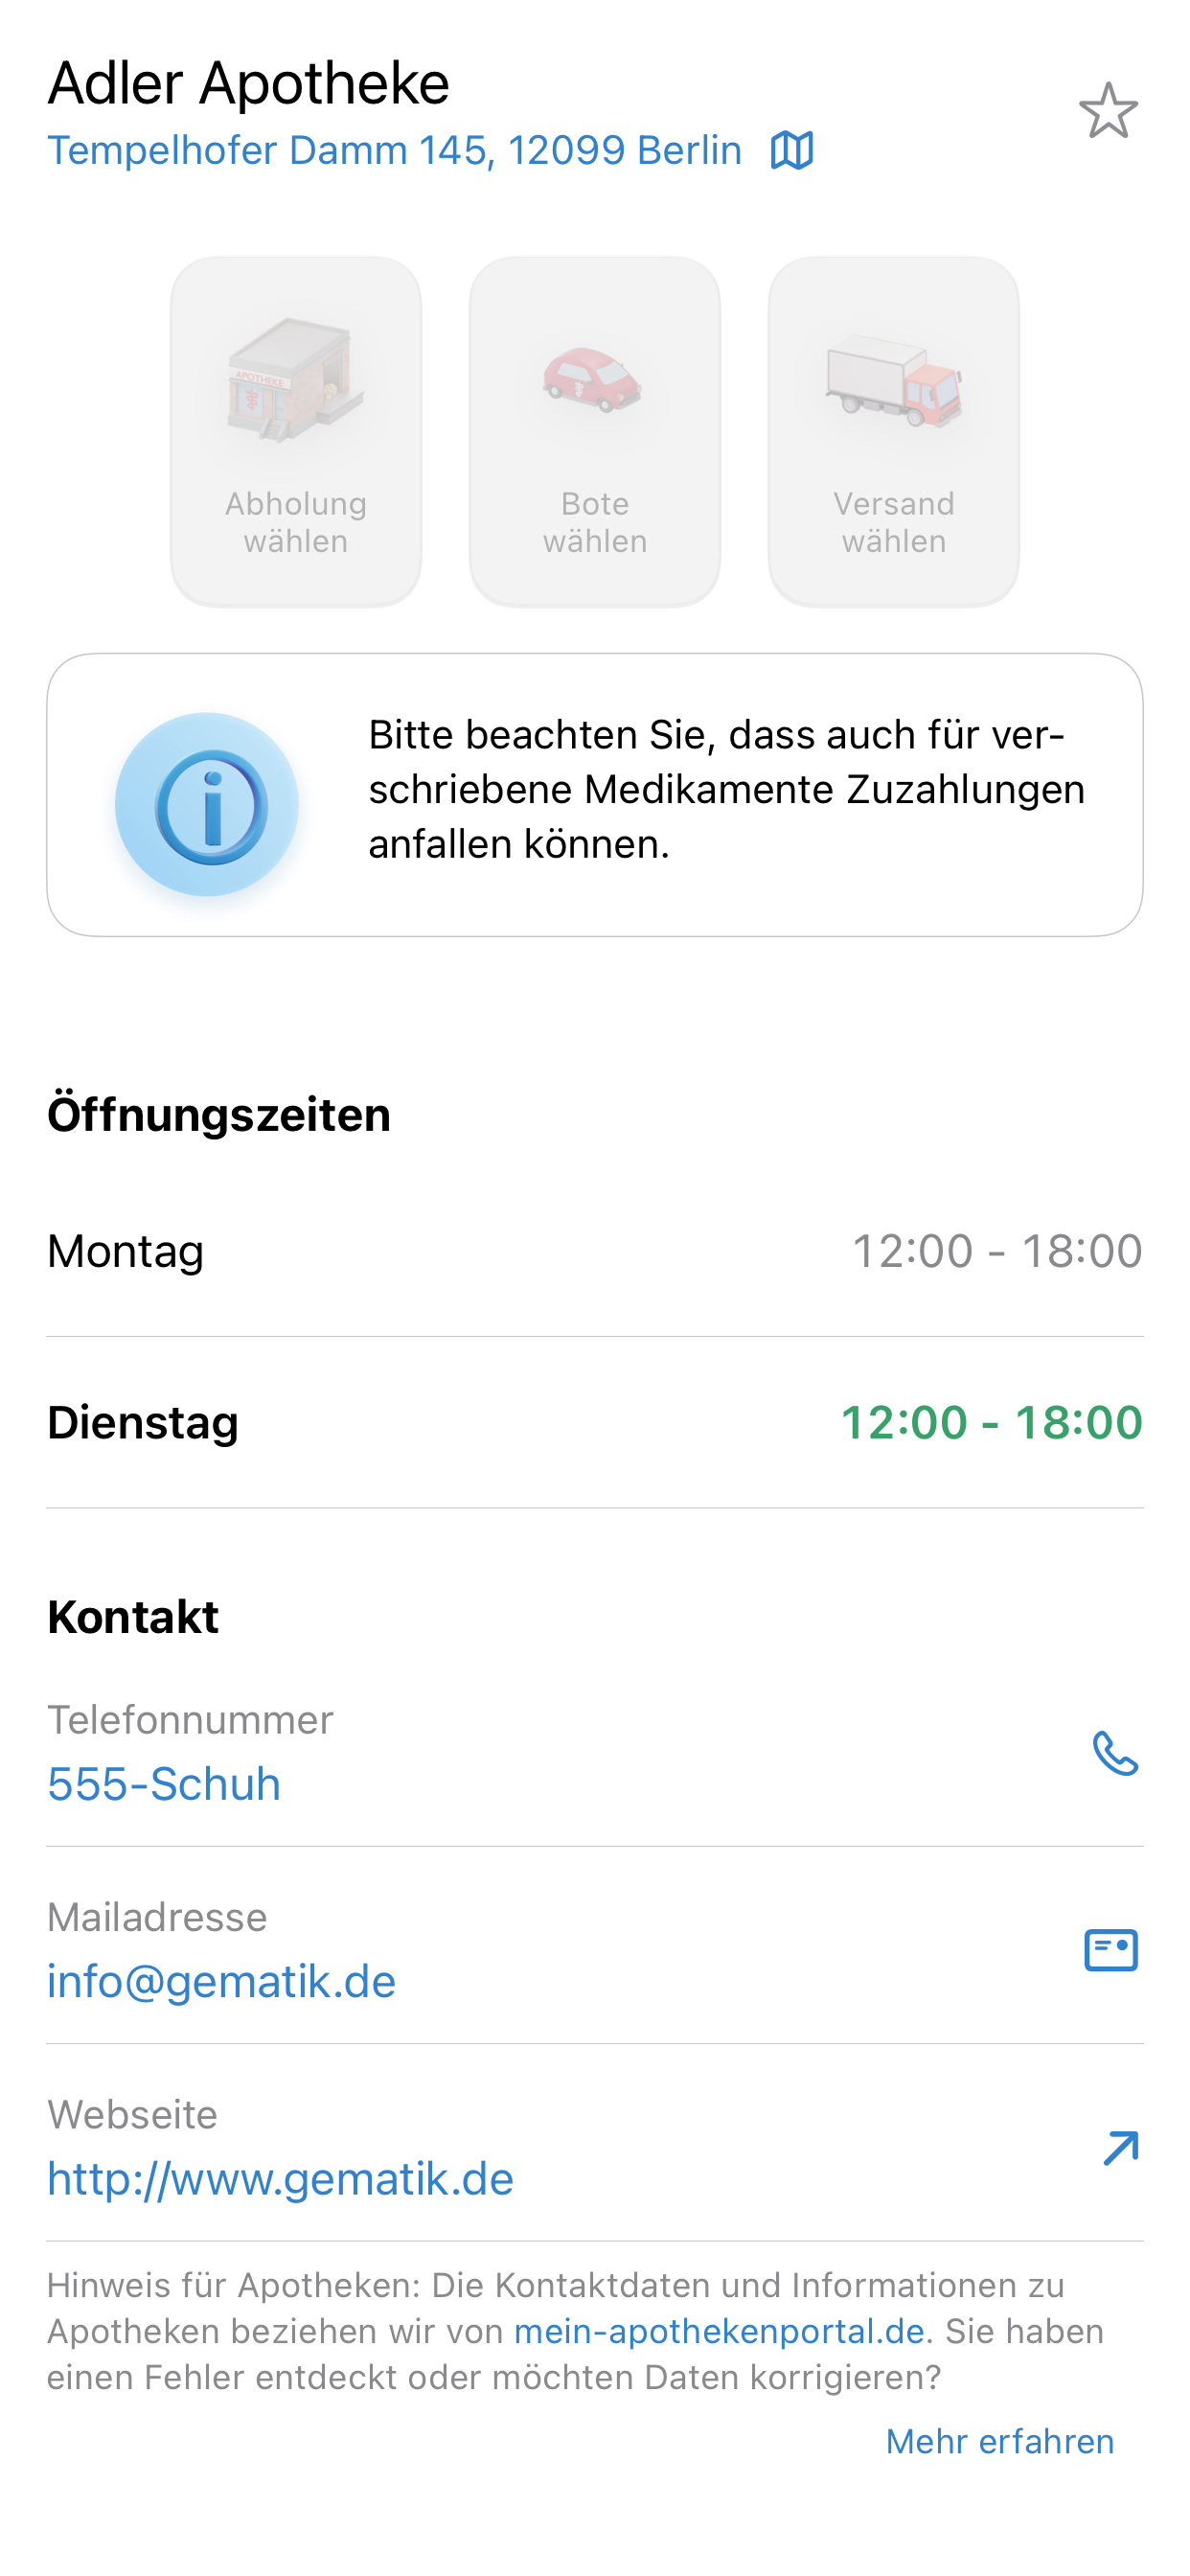 Adler Apotheke
Tempelhofer Damm 145, 12099 Berlin
APOTHEKE
Abholung
wählen
Bote
wählen
Versand
wählen
Bitte beachten Sie, dass auch für ver-
schriebene Medikamente Zuzahlungen
anfallen können.
Öffnungszeiten
Montag 12:00 - 18:00
Dienstag 12:00 - 18:00
Kontakt
Telefonnummer
555-Schuh
Mailadresse
info@gematik.de
Webseite
http://www.gematik.de
Hinweis für Apotheken: Die Kontaktdaten und Informationen zu
Apotheken beziehen wir von mein-apothekenportal.de. Sie haben
einen Fehler entdeckt oder möchten Daten korrigieren?
Mehr erfahren